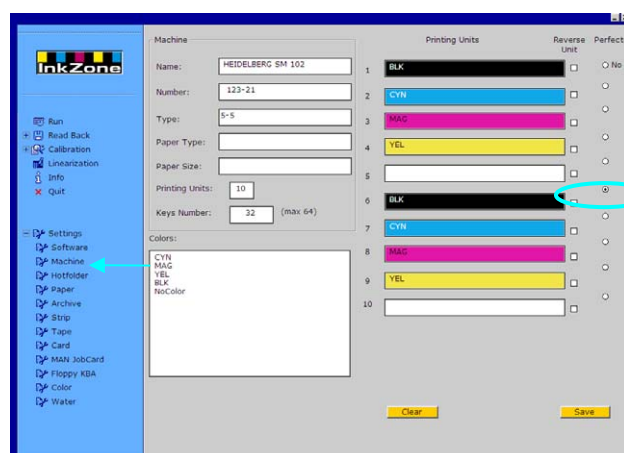 InkZone
Run
Read Back
Calibration
Linearization
Info
Quit
Settings
Software
Machine
Hotfolder
Paper
Archive
Strip
Tape
Card
MAN JobCard
Floppy KBA
Color
Water
Machine
Name: HEIDELBERG SM 102
Number: 123-21
Type: 5-5
Paper Type:
Paper Size:
Printing Units: 10
Keys Number: 32 (max 64)
Colors:
CYN
MAG
YEL
BLK
NoColor
Printing Units Reverse Unit Perfect
1 BLK No
2 CYN
3 MAG
4 YEL
5
6 BLK
7 CYN
8 MAG
9 YEL
10
Clear Save